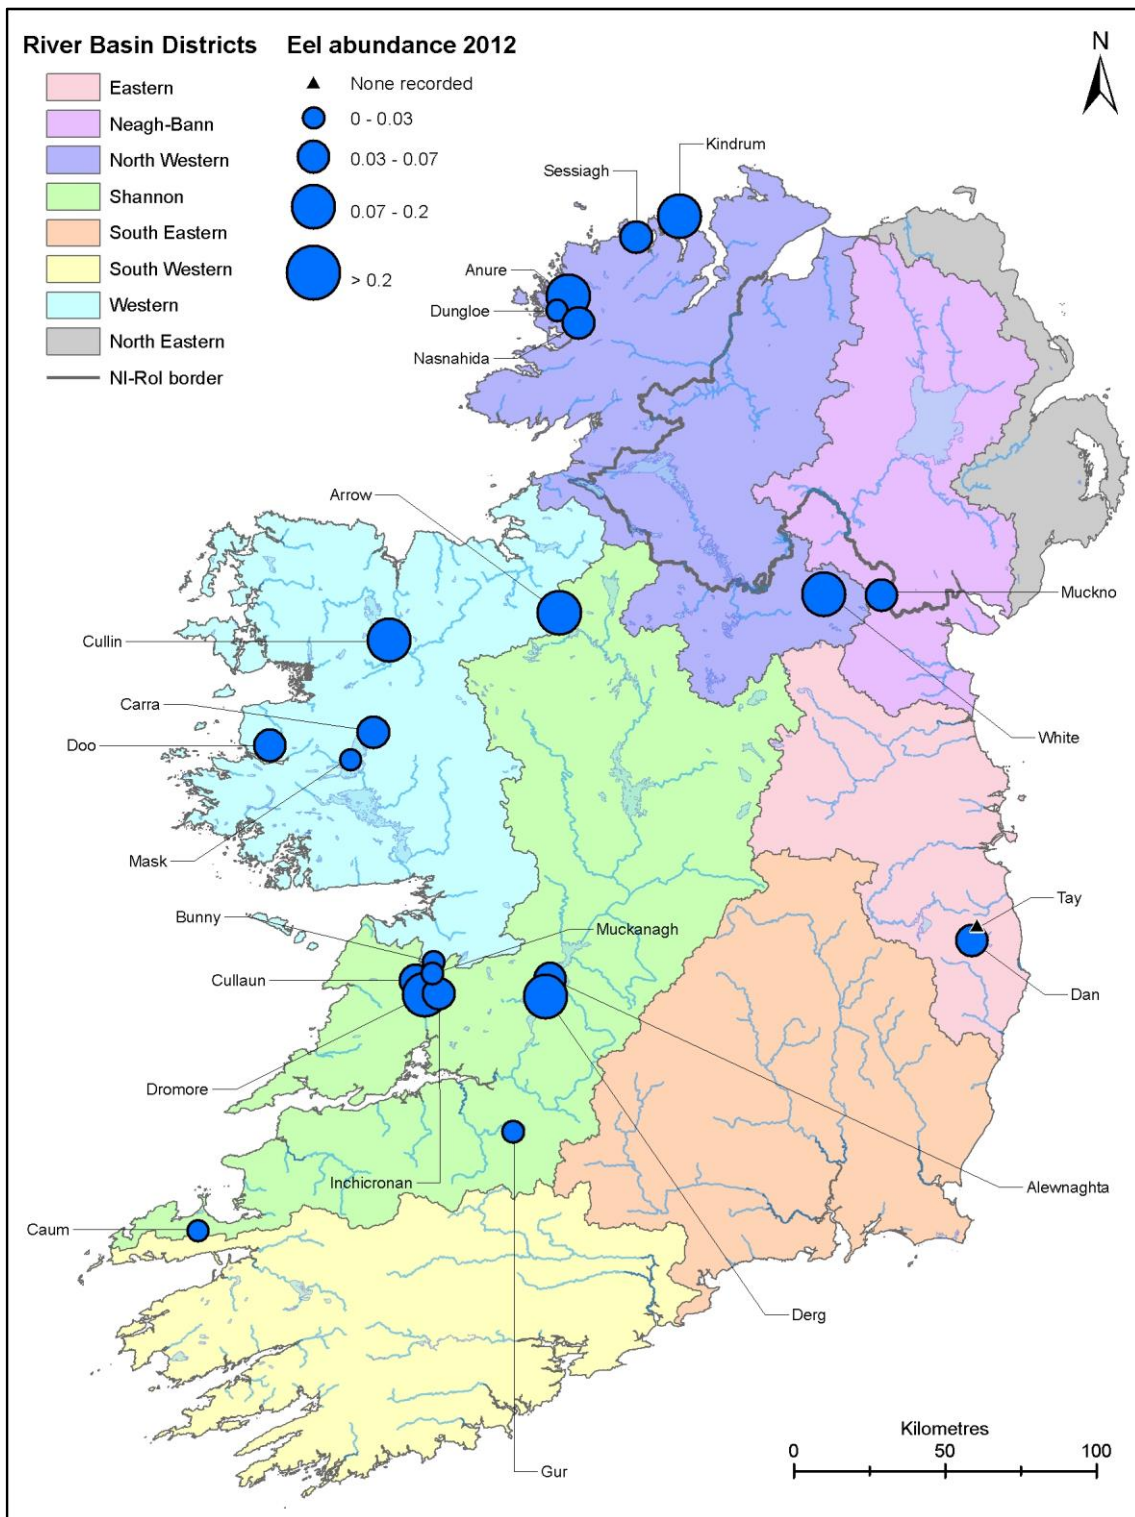 River Basin Districts
Eastern
Neagh-Bann
North Western
Shannon
South Eastern
South Western
Western
North Eastern
NI-RoI border
Eel abundance 2012
None recorded
0 - 0.03
0.03 - 0.07
0.07 - 0.2
> 0.2
N
Kindrum
Sessiagh
Anure
Dungloe
Nasnahida
Arrow
Muckno
Cullin
Carra
Doo
White
Mask
Tay
Bunny
Muckanagh
Cullaun
Dan
Dromore
Inchicronan
Alewnaghta
Caum
Derg
Gur
Kilometres
0 50 100